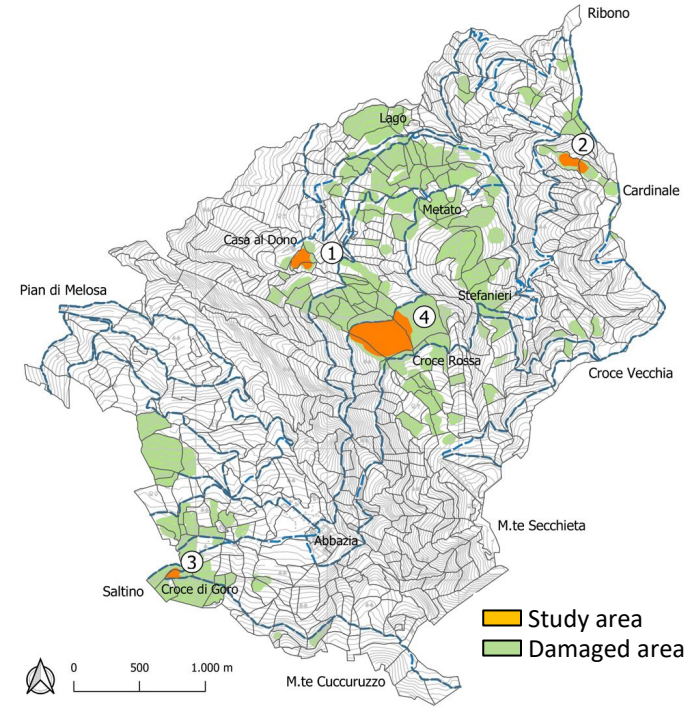 Ribono
Lago
2
Cardinale
Metato
Casa al Dono
1
Pian di Melosa
Stefanieri
4
Croce Rossa
Croce Vecchia
M.te Secchieta
Abbazia
3
Saltino
Croce di Goro
Study area
Damaged area
0 500 1.000 m
M.te Cuccuruzzo